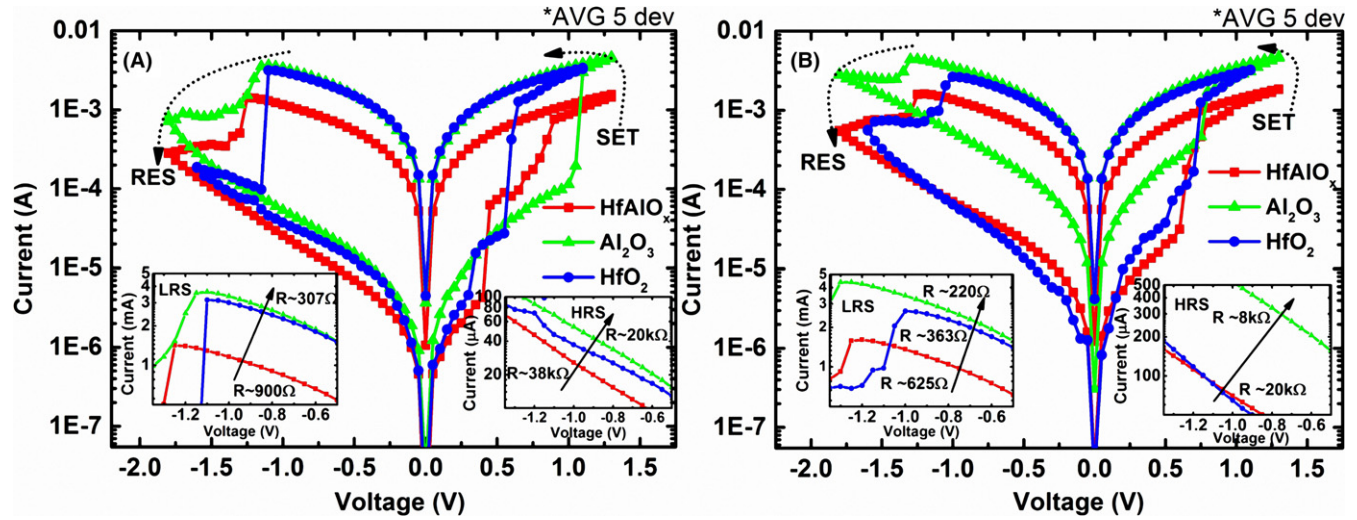 *AVG 5 dev
(A)
0.01
1E-3
1E-4
1E-5
1E-6
1E-7
Current (A)
RES
SET
HfAlOₓ
Al₂O₃
HfO₂
LRS
R~307Ω
R~900Ω
5
4
3
2
1
Current (mA)
-1.2 -1.0 -0.8 -0.6
Voltage (V)
HRS
R~20kΩ
R~38kΩ
100
80
60
40
20
Current (µA)
-1.2 -1.0 -0.8 -0.6
Voltage (V)
-2.0 -1.5 -1.0 -0.5 0.0 0.5 1.0 1.5
Voltage (V)
*AVG 5 dev
(B)
0.01
1E-3
1E-4
1E-5
1E-6
1E-7
Current (A)
RES
SET
HfAlOₓ
Al₂O₃
HfO₂
LRS
R ~220Ω
R ~363Ω
R ~625Ω
5
4
3
2
1
Current (mA)
-1.2 -1.0 -0.8 -0.6
Voltage (V)
HRS
R ~8kΩ
R ~20kΩ
500
400
300
200
100
Current (µA)
-1.2 -1.0 -0.8 -0.6
Voltage (V)
-2.0 -1.5 -1.0 -0.5 0.0 0.5 1.0 1.5
Voltage (V)